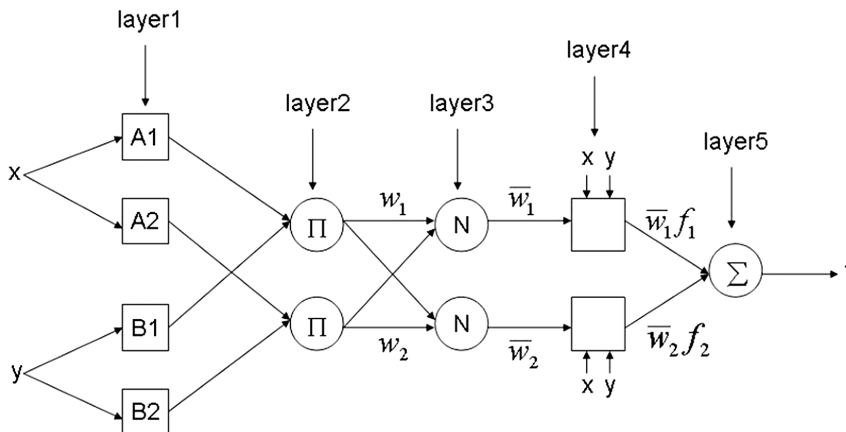 layer1
layer2
layer3
layer4
layer5
x
y
A1
A2
B1
B2
Π
Π
w₁
w₂
N
N
w̅₁
w̅₂
x y
x y
w̅₁f₁
w̅₂f₂
Σ